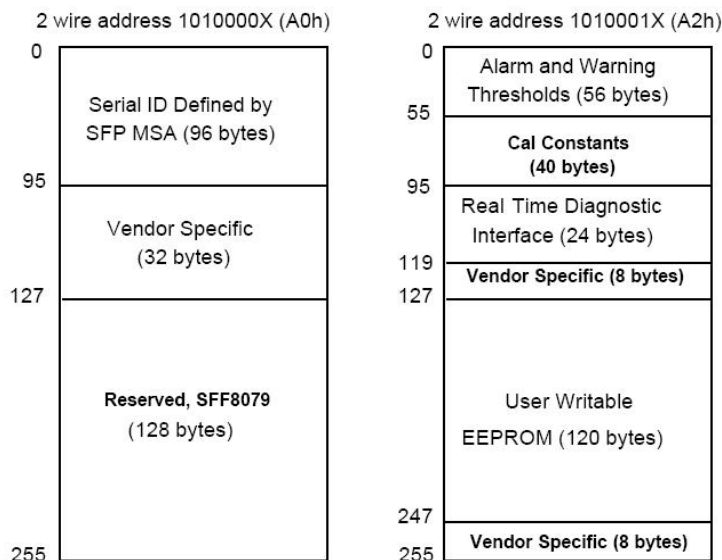 2 wire address 1010000X (A0h)
0
Serial ID Defined by
SFP MSA (96 bytes)
95
Vendor Specific
(32 bytes)
127
Reserved, SFF8079
(128 bytes)
255
2 wire address 1010001X (A2h)
0
Alarm and Warning
Thresholds (56 bytes)
55
Cal Constants
(40 bytes)
95
Real Time Diagnostic
Interface (24 bytes)
119
Vendor Specific (8 bytes)
127
User Writable
EEPROM (120 bytes)
247
Vendor Specific (8 bytes)
255